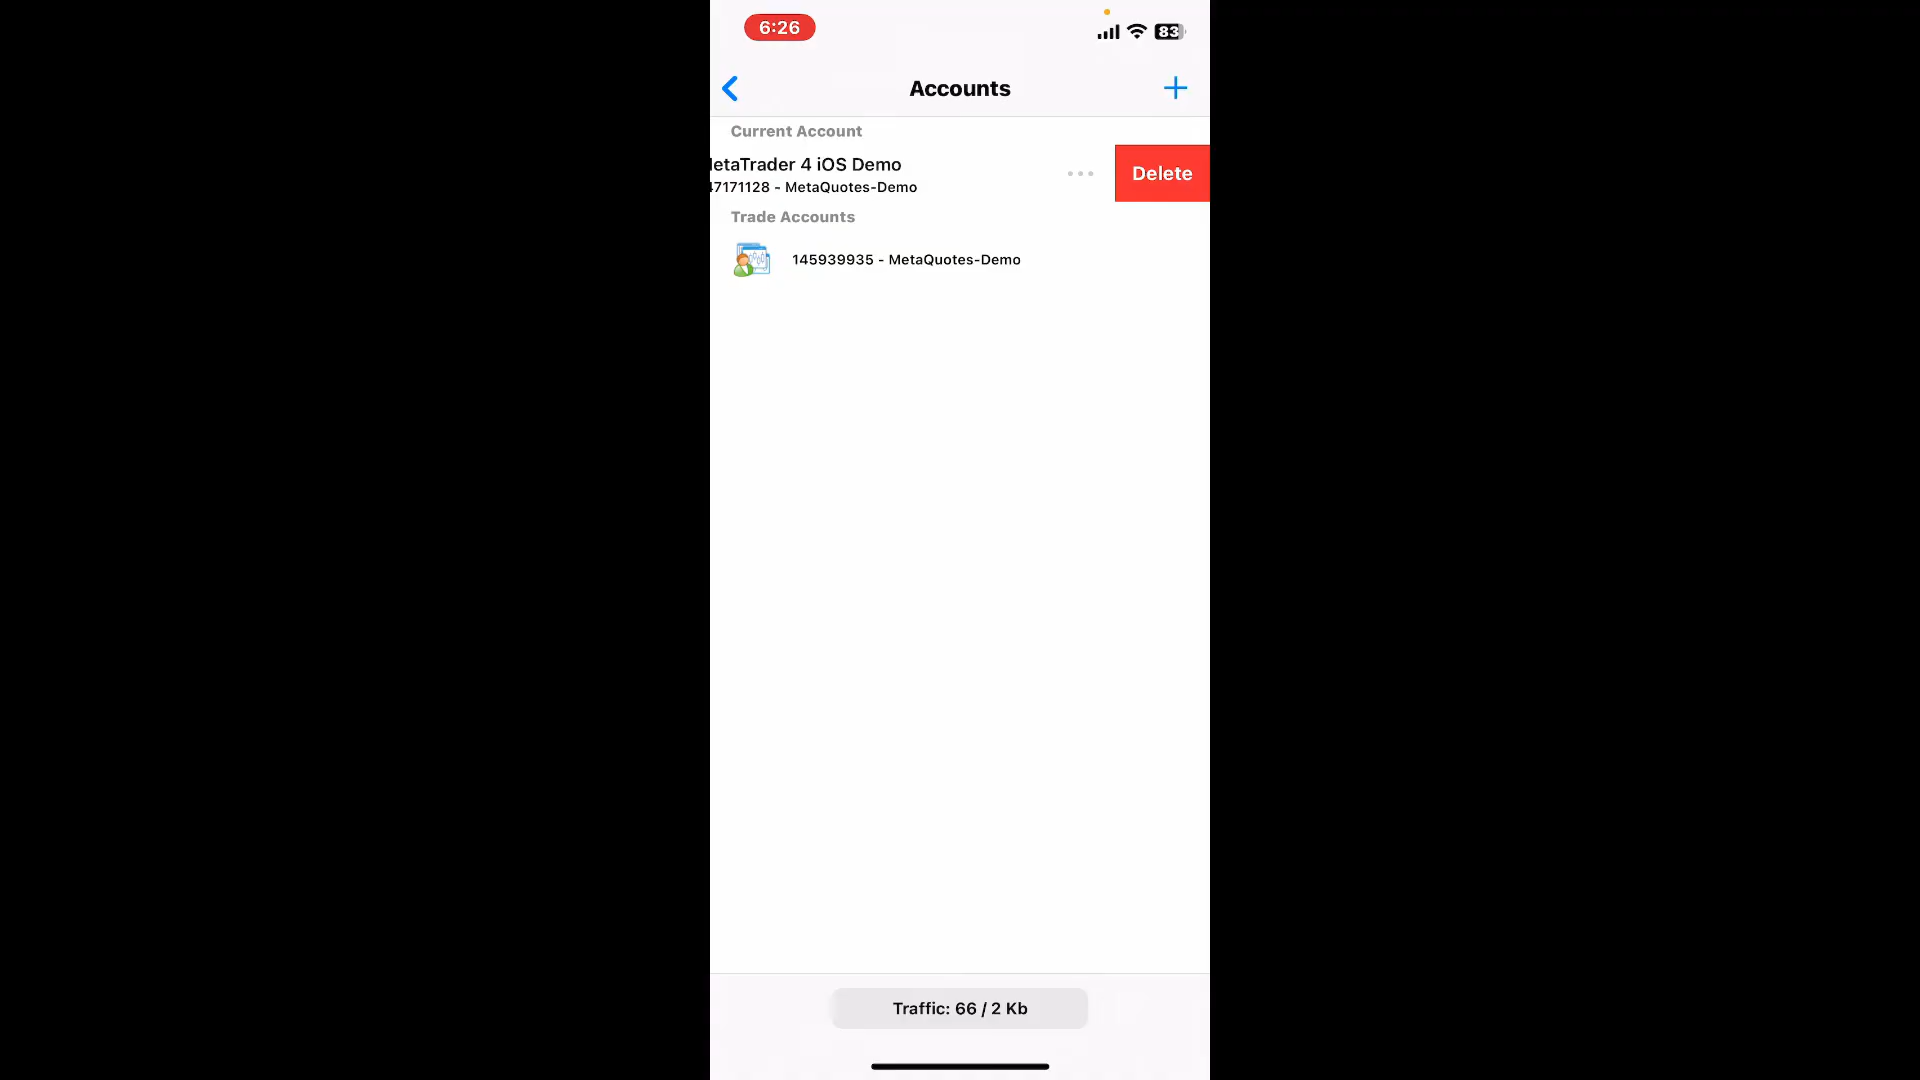 6:26
83
Accounts
Current Account
etaTrader 4 iOS Demo
7171128 - MetaQuotes-Demo
Delete
Trade Accounts
145939935 - MetaQuotes-Demo
Traffic: 66 / 2 Kb